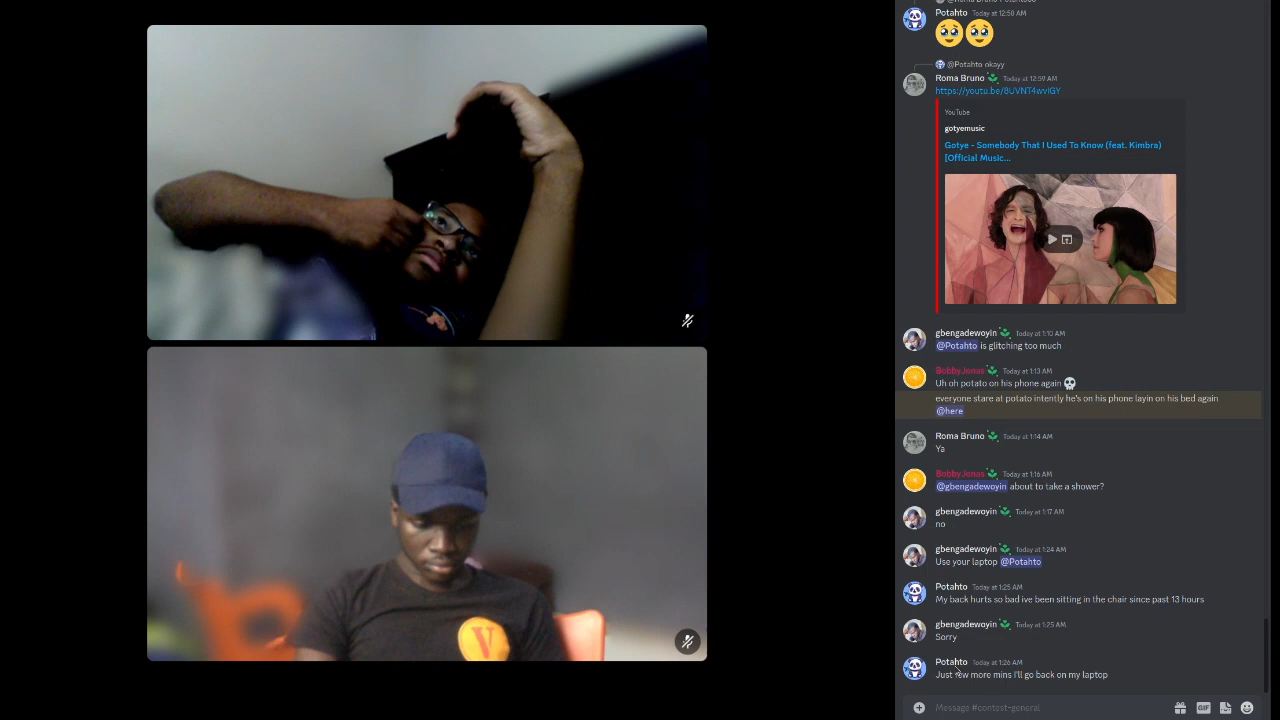 Potahto Today at 12:58 AM
@Potahto okayy
Roma Bruno Today at 12:59 AM
https://youtu.be/8UVNT4wvIGY
YouTube
gotyemusic
Gotye - Somebody That I Used To Know (feat. Kimbra)
[Official Music...
gbengadewoyin Today at 1:10 AM
@Potahto is glitching too much
BobbyJonas Today at 1:13 AM
Uh oh potato on his phone again
everyone stare at potato intently he's on his phone layin on his bed again
@here
Roma Bruno Today at 1:14 AM
Ya
BobbyJonas Today at 1:16 AM
@gbengadewoyin about to take a shower?
gbengadewoyin Today at 1:17 AM
no
gbengadewoyin Today at 1:24 AM
Use your laptop @Potahto
Potahto Today at 1:25 AM
My back hurts so bad ive been sitting in the chair since past 13 hours
gbengadewoyin Today at 1:25 AM
Sorry
Potahto Today at 1:26 AM
Just few more mins I'll go back on my laptop
Message #contest-general
GIF
V